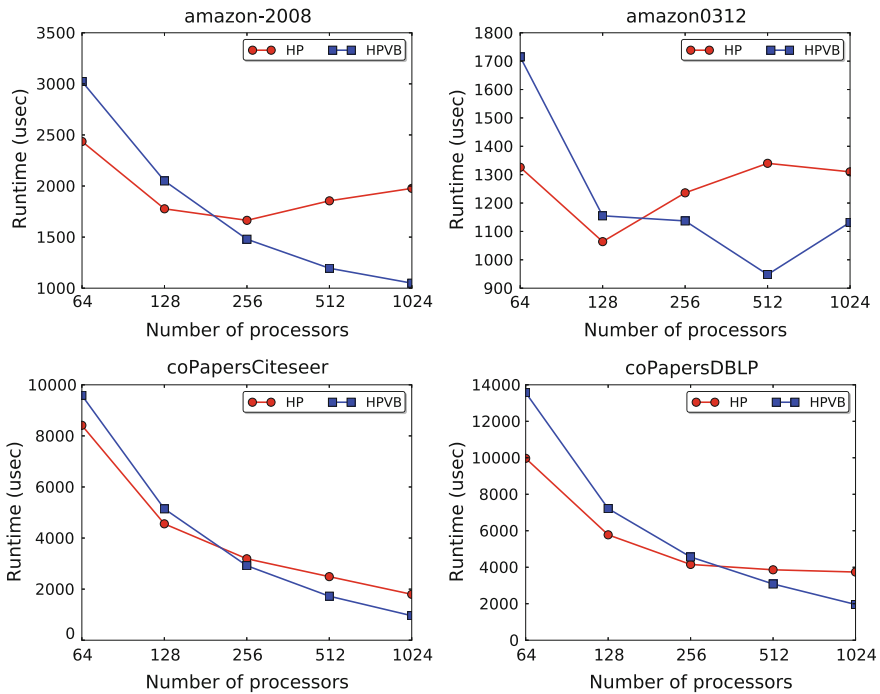 amazon-2008
3500
3000
2500
2000
1500
1000
Runtime (usec)
HP
HPVB
64
128
256
512
1024
Number of processors
amazon0312
1800
1700
1600
1500
1400
1300
1200
1100
1000
900
Runtime (usec)
HP
HPVB
64
128
256
512
1024
Number of processors
coPapersCiteseer
10000
8000
6000
4000
2000
0
Runtime (usec)
HP
HPVB
64
128
256
512
1024
Number of processors
coPapersDBLP
14000
12000
10000
8000
6000
4000
2000
0
Runtime (usec)
HP
HPVB
64
128
256
512
1024
Number of processors